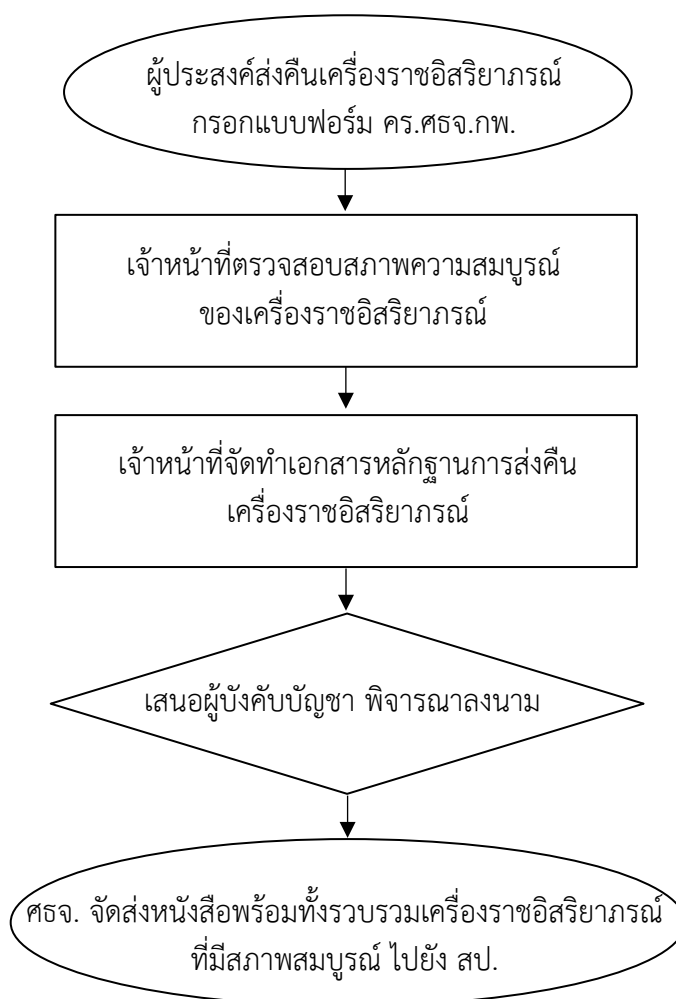 ผู้ประสงค์ส่งคืนเครื่องราชอิสริยาภรณ์
กรอกแบบฟอร์ม คร.ศธจ.กพ.
เจ้าหน้าที่ตรวจสอบสภาพความสมบูรณ์
ของเครื่องราชอิสริยาภรณ์
เจ้าหน้าที่จัดทำเอกสารหลักฐานการส่งคืน
เครื่องราชอิสริยาภรณ์
เสนอผู้บังคับบัญชา พิจารณาลงนาม
ศธจ. จัดส่งหนังสือพร้อมทั้งรวบรวมเครื่องราชอิสริยาภรณ์
ที่มีสภาพสมบูรณ์ ไปยัง สป.